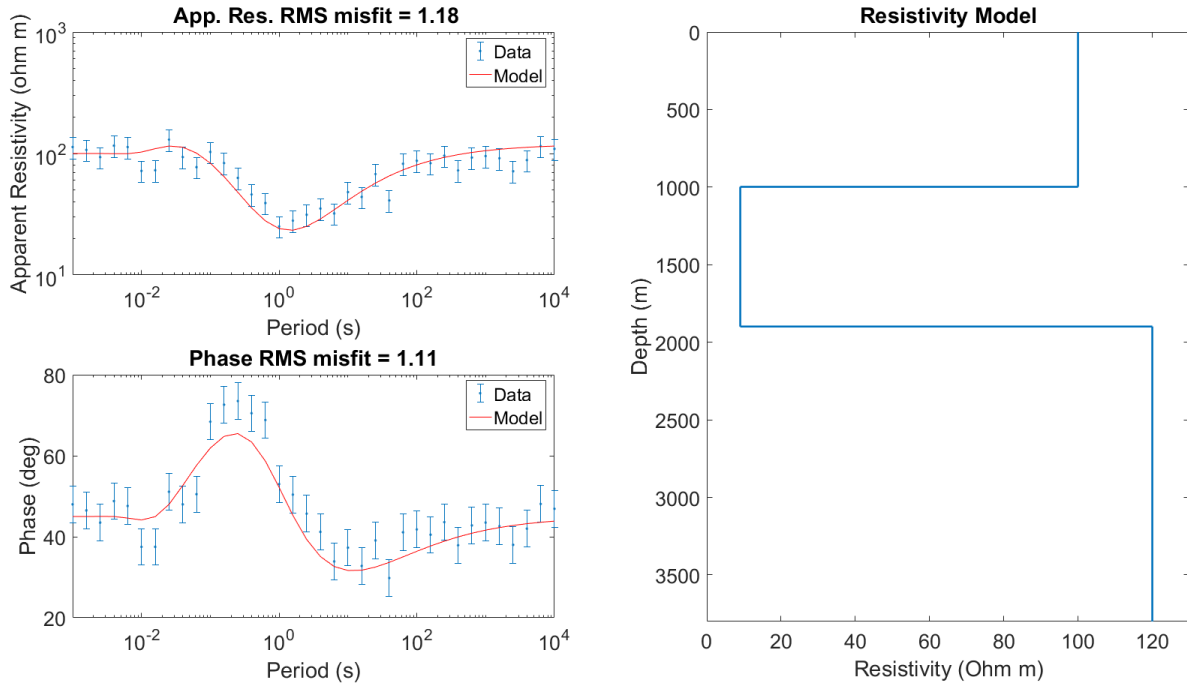 App. Res. RMS misfit = 1.18
Apparent Resistivity (ohm m)
10^3
10^2
10^1
Data
Model
10^-2
10^0
10^2
10^4
Period (s)
Phase RMS misfit = 1.11
Phase (deg)
80
60
40
20
Data
Model
10^-2
10^0
10^2
10^4
Period (s)
Resistivity Model
Depth (m)
0
500
1000
1500
2000
2500
3000
3500
0
20
40
60
80
100
120
Resistivity (Ohm m)